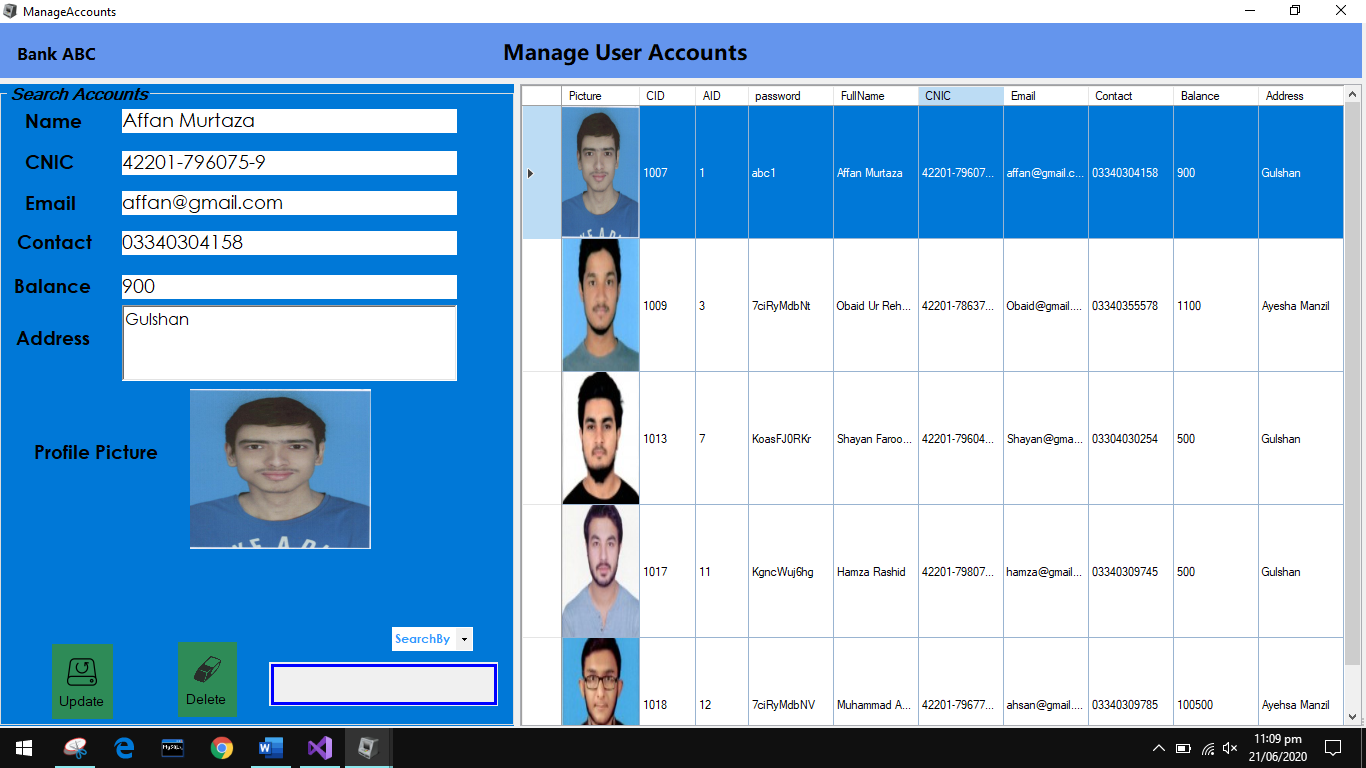 ManageAccounts
Bank ABC
Manage User Accounts
Search Accounts
Name Affan Murtaza
CNIC 42201-796075-9
Email affan@gmail.com
Contact 03340304158
Balance 900
Address Gulshan
Profile Picture
SearchBy
Update
Delete
Picture CID AID password FullName CNIC Email Contact Balance Address
1007 1 abc1 Affan Murtaza 42201-79607... affan@gmail.c... 03340304158 900 Gulshan
1009 3 7ciRyMdbNt Obaid Ur Reh... 42201-78637... Obaid@gmail.... 03340355578 1100 Ayesha Manzil
1013 7 KoasFJ0RKr Shayan Faroo... 42201-79604... Shayan@gma... 03304030254 500 Gulshan
1017 11 KgncWuj6hg Hamza Rashid 42201-79807... hamza@gmail... 03340309745 500 Gulshan
1018 12 7ciRyMdbNV Muhammad A... 42201-79677... ahsan@gmail.... 03340309785 100500 Ayehsa Manzil
MySQL
11:09 pm
21/06/2020